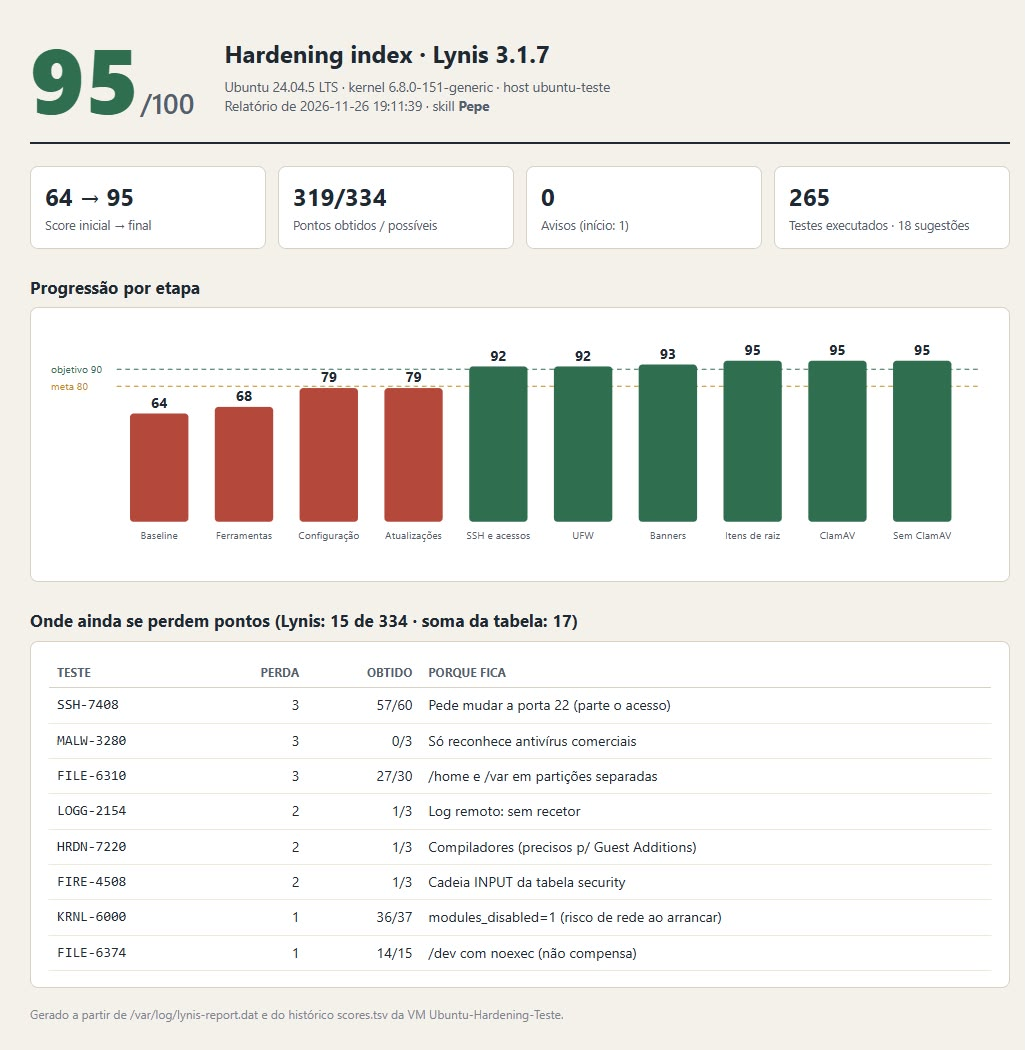 95/100
Hardening index · Lynis 3.1.7
Ubuntu 24.04.5 LTS · kernel 6.8.0-151-generic · host ubuntu-teste
Relatório de 2026-11-26 19:11:39 · skill Pepe
64 → 95
Score inicial → final
319/334
Pontos obtidos / possíveis
0
Avisos (início: 1)
265
Testes executados · 18 sugestões
Progressão por etapa
objetivo 90
meta 80
64
68
79
79
92
92
93
95
95
95
Baseline
Ferramentas
Configuração
Atualizações
SSH e acessos
UFW
Banners
Itens de raiz
ClamAV
Sem ClamAV
Onde ainda se perdem pontos (Lynis: 15 de 334 · soma da tabela: 17)
TESTE PERDA OBTIDO PORQUE FICA
SSH-7408 3 57/60 Pede mudar a porta 22 (parte o acesso)
MALW-3280 3 0/3 Só reconhece antivírus comerciais
FILE-6310 3 27/30 /home e /var em partições separadas
LOGG-2154 2 1/3 Log remoto: sem recetor
HRDN-7220 2 1/3 Compiladores (precisos p/ Guest Additions)
FIRE-4508 2 1/3 Cadeia INPUT da tabela security
KRNL-6000 1 36/37 modules_disabled=1 (risco de rede ao arrancar)
FILE-6374 1 14/15 /dev com noexec (não compensa)
Gerado a partir de /var/log/lynis-report.dat e do histórico scores.tsv da VM Ubuntu-Hardening-Teste.